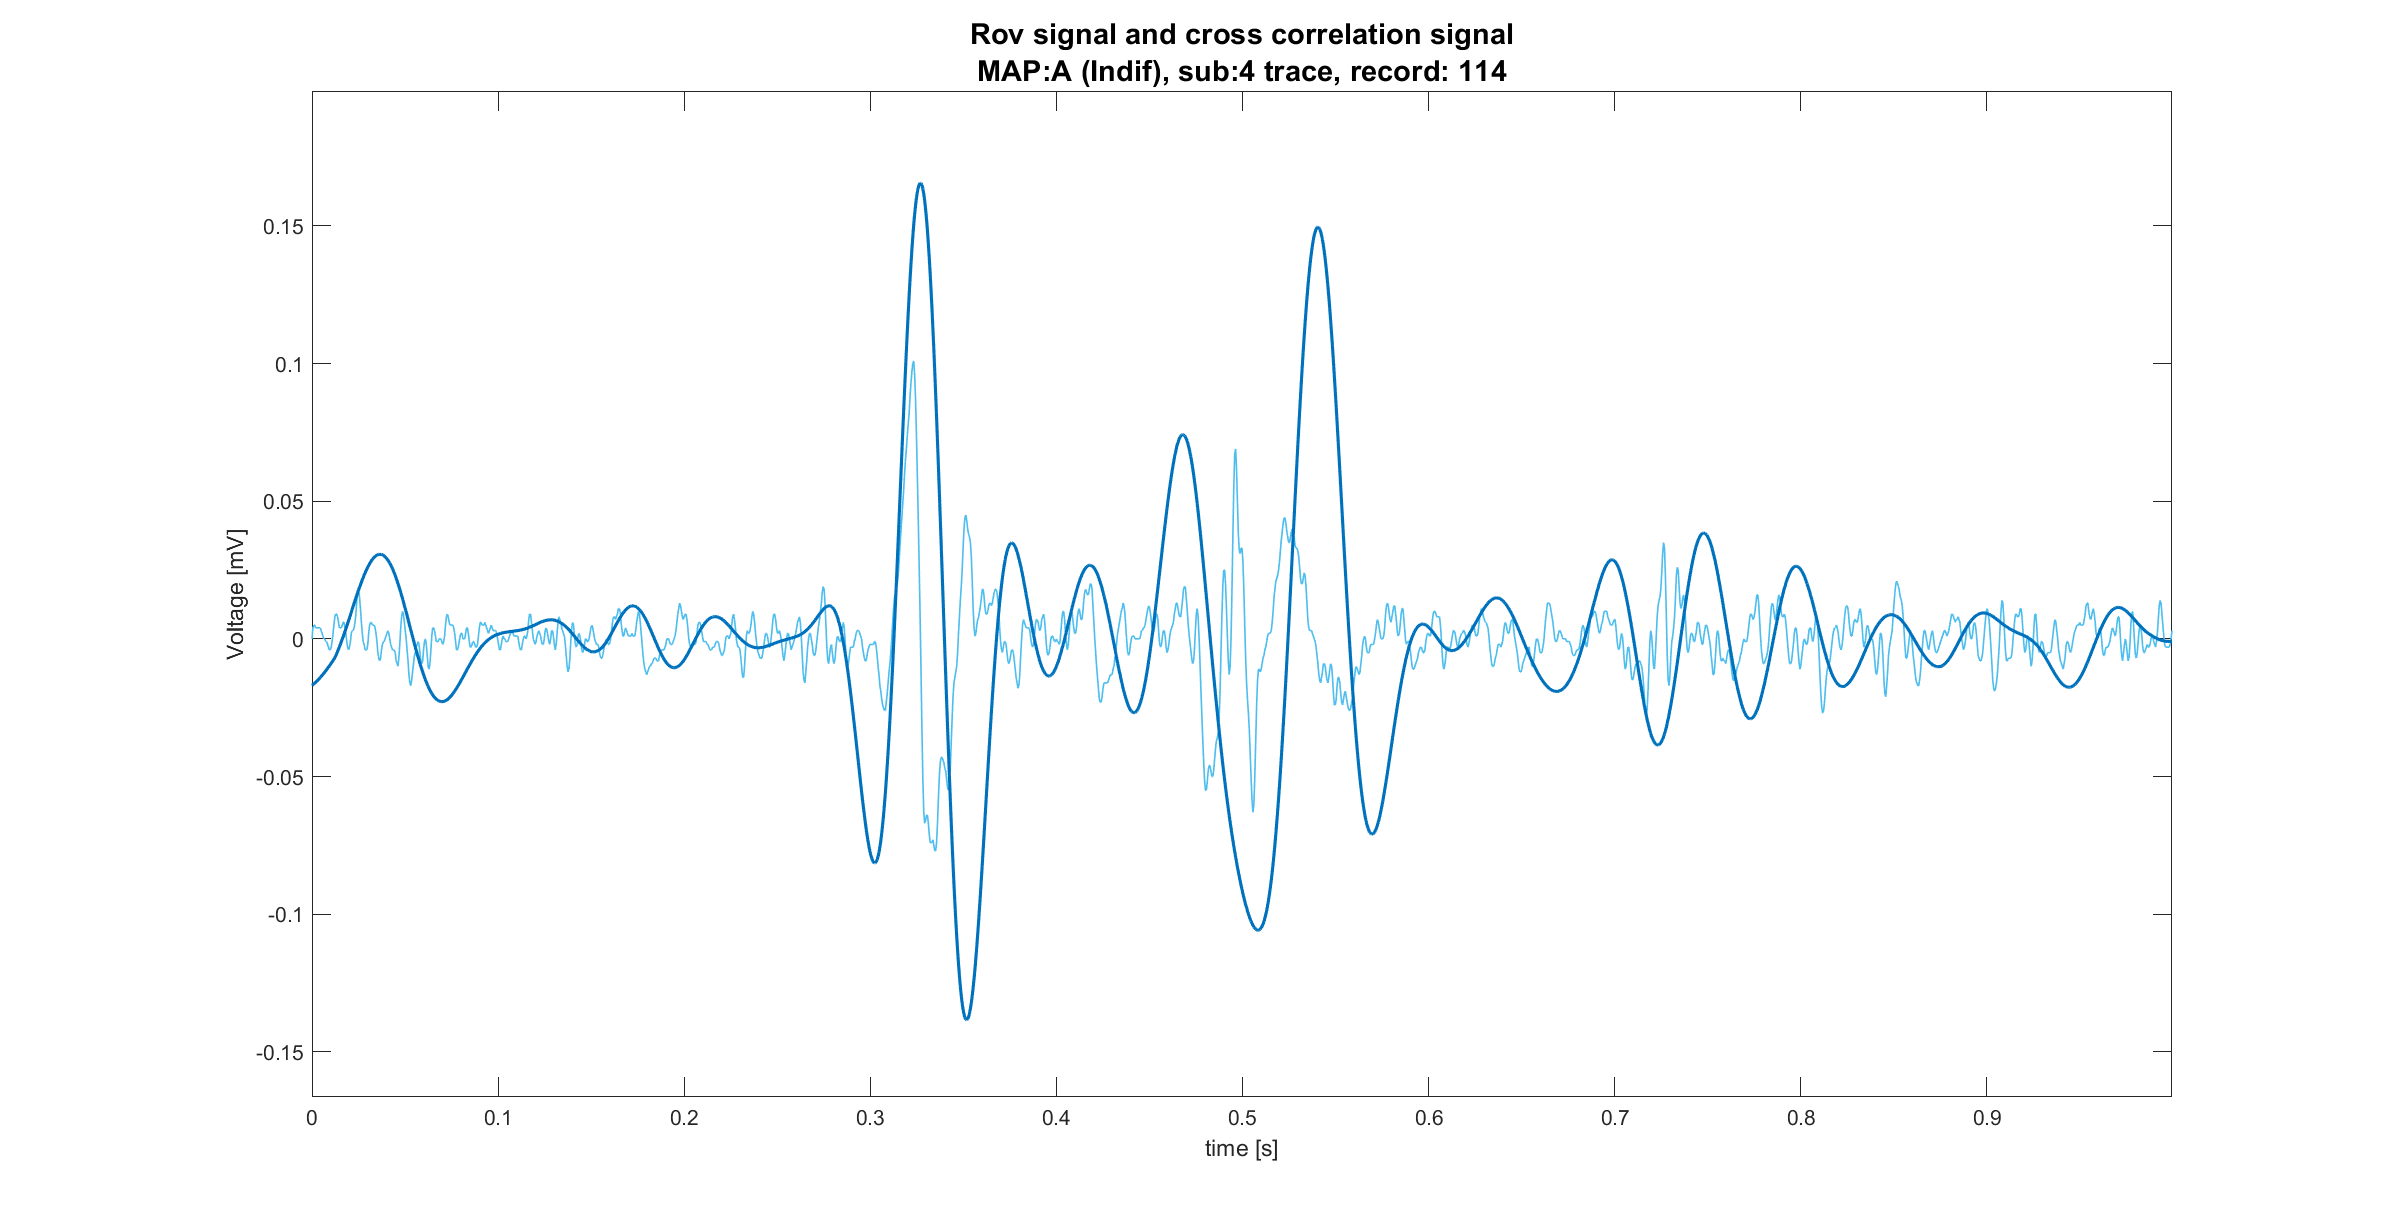 Rov signal and cross correlation signal
MAP:A (Indif), sub:4 trace, record: 114
Voltage [mV]
0.15
0.1
0.05
0
-0.05
-0.1
-0.15
0 0.1 0.2 0.3 0.4 0.5 0.6 0.7 0.8 0.9
time [s]